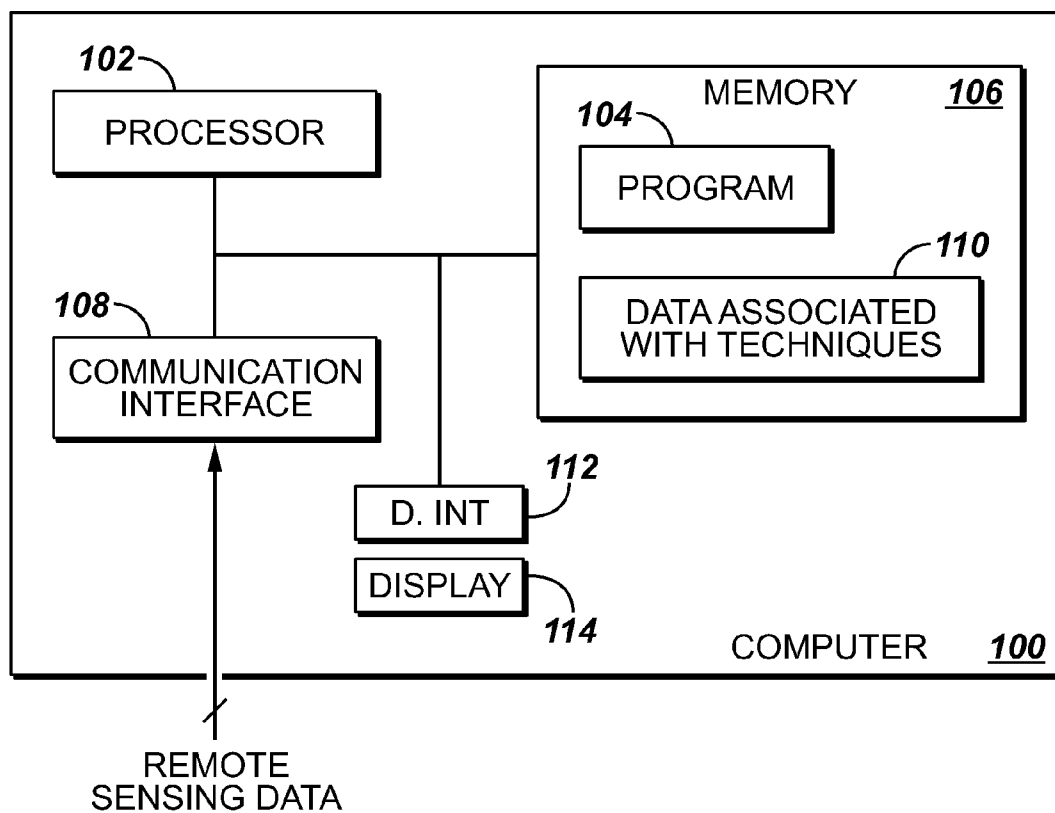 102
PROCESSOR
MEMORY 106
104
PROGRAM
110
DATA ASSOCIATED
WITH TECHNIQUES
108
COMMUNICATION
INTERFACE
112
D. INT
DISPLAY
114
COMPUTER 100
REMOTE
SENSING DATA